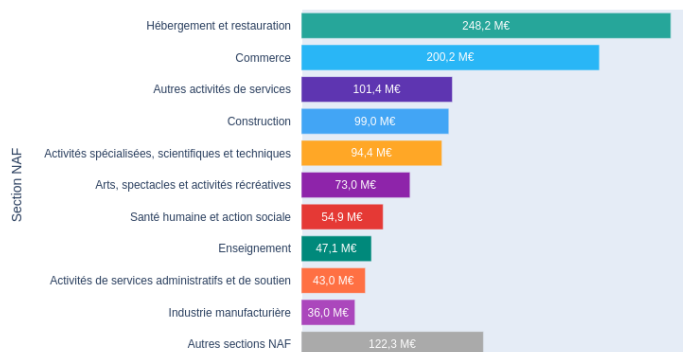 Section NAF
Hébergement et restauration 248,2 M€
Commerce 200,2 M€
Autres activités de services 101,4 M€
Construction 99,0 M€
Activités spécialisées, scientifiques et techniques 94,4 M€
Arts, spectacles et activités récréatives 73,0 M€
Santé humaine et action sociale 54,9 M€
Enseignement 47,1 M€
Activités de services administratifs et de soutien 43,0 M€
Industrie manufacturière 36,0 M€
Autres sections NAF 122,3 M€